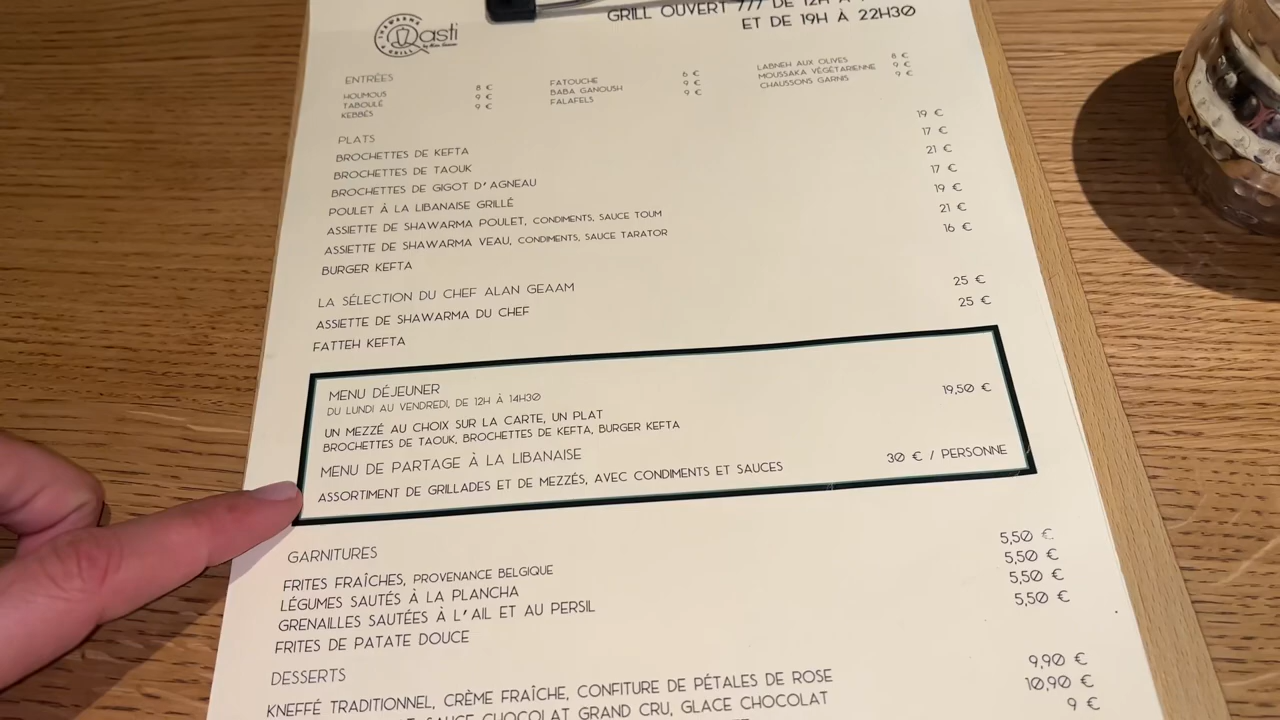 GRILL OUVERT 7/7 DE 12H À
ET DE 19H À 22H30
SHAWARMA & GRILL
Qasti
ENTRÉES
HOUMOUS 8 €
TABOULÉ 9 €
KEBBÉS 9 €
FATOUCHE 6 €
BABA GANOUSH 9 €
FALAFELS 9 €
LABNEH AUX OLIVES 8 €
MOUSSAKA VÉGÉTARIENNE 9 €
CHAUSSONS GARNIS 9 €
PLATS
BROCHETTES DE KEFTA 19 €
BROCHETTES DE TAOUK 17 €
BROCHETTES DE GIGOT D'AGNEAU 21 €
POULET À LA LIBANAISE GRILLÉ 17 €
ASSIETTE DE SHAWARMA POULET, CONDIMENTS, SAUCE TOUM 19 €
ASSIETTE DE SHAWARMA VEAU, CONDIMENTS, SAUCE TARATOR 21 €
BURGER KEFTA 16 €
LA SÉLECTION DU CHEF ALAN GEAAM
ASSIETTE DE SHAWARMA DU CHEF 25 €
FATTEH KEFTA 25 €
MENU DÉJEUNER
DU LUNDI AU VENDREDI, DE 12H À 14H30 19,50 €
UN MEZZÉ AU CHOIX SUR LA CARTE, UN PLAT
BROCHETTES DE TAOUK, BROCHETTES DE KEFTA, BURGER KEFTA
MENU DE PARTAGE À LA LIBANAISE 30 € / PERSONNE
ASSORTIMENT DE GRILLADES ET DE MEZZÉS, AVEC CONDIMENTS ET SAUCES
GARNITURES
FRITES FRAÎCHES, PROVENANCE BELGIQUE 5,50 €
LÉGUMES SAUTÉS À LA PLANCHA 5,50 €
GRENAILLES SAUTÉES À L'AIL ET AU PERSIL 5,50 €
FRITES DE PATATE DOUCE 5,50 €
DESSERTS
KNEFFÉ TRADITIONNEL, CRÈME FRAÎCHE, CONFITURE DE PÉTALES DE ROSE 9,90 €
SAUCE CHOCOLAT GRAND CRU, GLACE CHOCOLAT 10,90 €
9 €